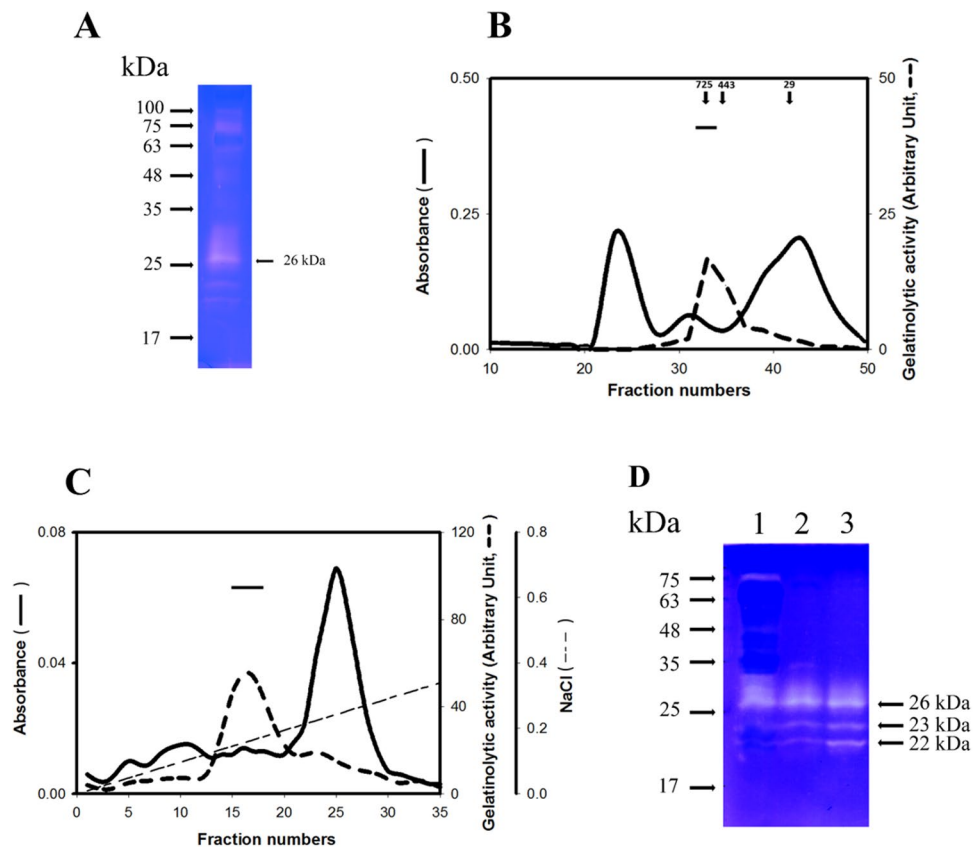 A
kDa
100
75
63
48
35
25
17
26 kDa
B
Absorbance ( )
0.50
0.25
0.00
725 443 29
50
25
0
Gelatinolytic activity (Arbitrary Unit, )
10 20 30 40 50
Fraction numbers
C
Absorbance ( )
0.08
0.04
0.00
120
80
40
0
Gelatinolytic activity (Arbitrary Unit, )
0.8
0.6
0.4
0.2
0.0
NaCl ( )
0 5 10 15 20 25 30 35
Fraction numbers
D
kDa 1 2 3
75
63
48
35
25
17
26 kDa
23 kDa
22 kDa